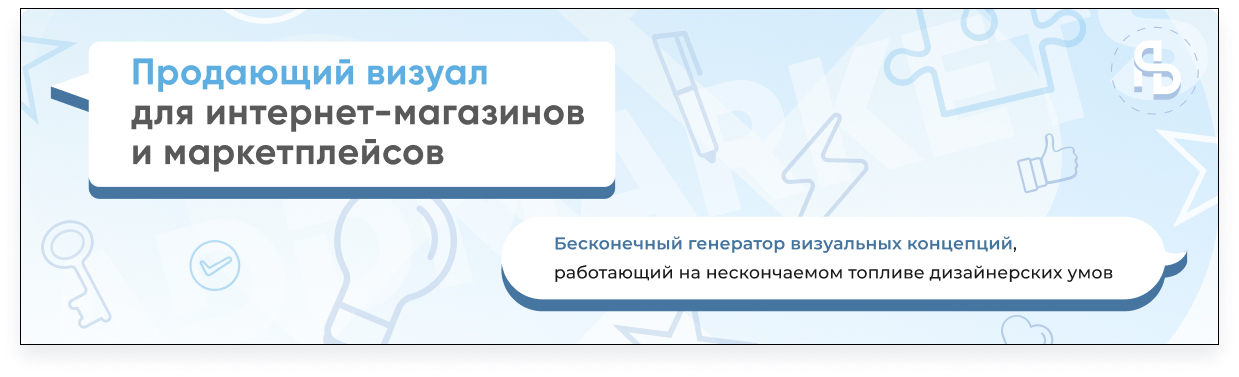 Продающий визуал
для интернет-магазинов
и маркетплейсов
Бесконечный генератор визуальных концепций,
работающий на нескончаемом топливе дизайнерских умов